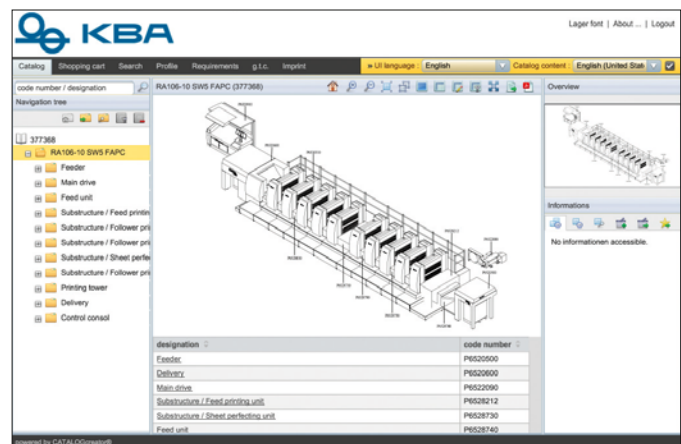 KBA
Lager font | About ... | Logout
Catalog Shopping cart Search Profile Requirements g.t.c. Imprint » UI language : English Catalog content : English (United Stat
code number / designation RA106-10 SW5 FAPC (377368) Overview
Navigation tree
377368
RA106-10 SW5 FAPC
Feeder
Main drive
Feed unit
Substructure / Feed printin
Substructure / Follower pri
Substructure / Follower pri
Substructure / Sheet perfe
Substructure / Follower pri
Printing tower
Delivery
Control consol
Informations
No informationen accessible.
designation code number
Feeder P6520500
Delivery P6520600
Main drive P6522090
Substructure / Feed printing unit P6528212
Substructure / Sheet perfecting unit P6528730
Feed unit P6528740
powered by CATALOGcreator®